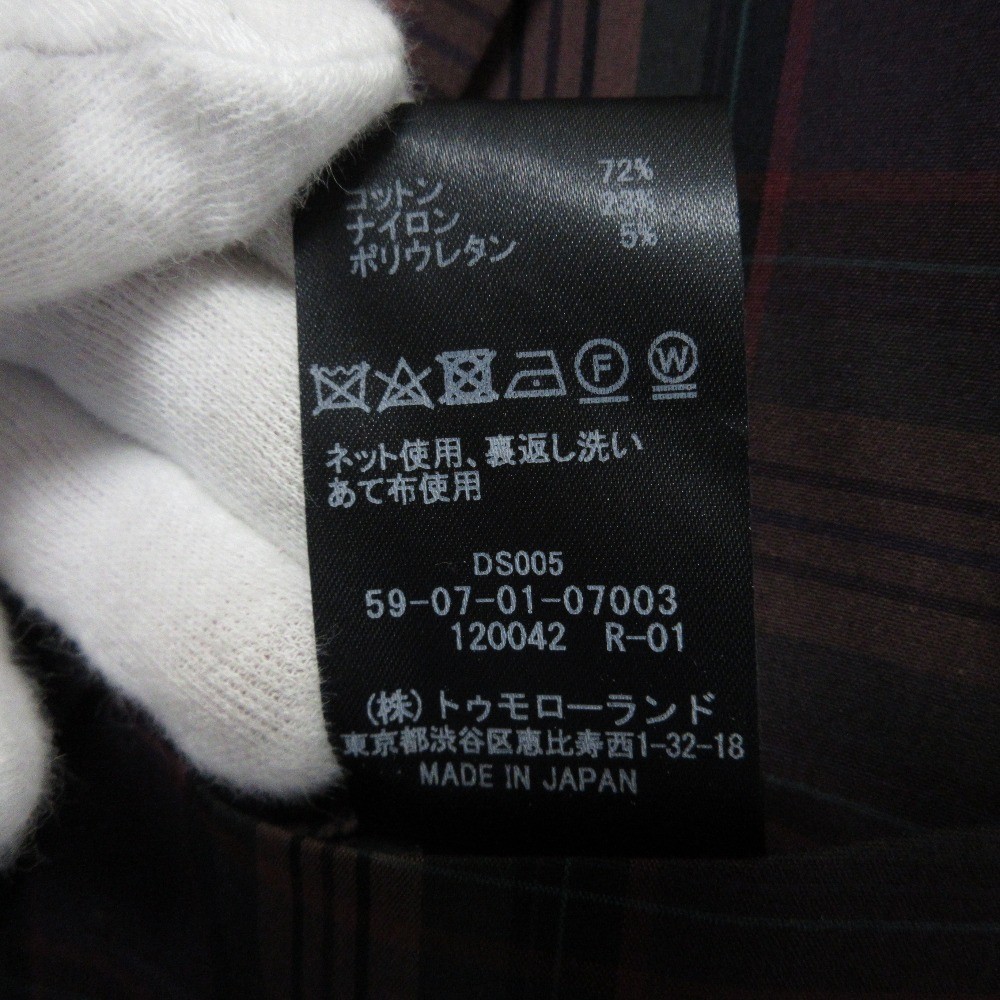 コットン 72%
ナイロン 23%
ポリウレタン 5%
F W
ネット使用、裏返し洗い
あて布使用
DS005
59-07-01-07003
120042 R-01
(株)トゥモローランド
東京都渋谷区恵比寿西1-32-18
MADE IN JAPAN